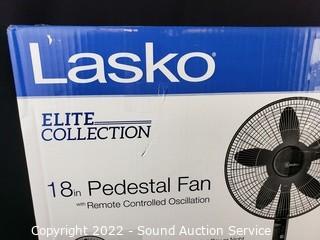 Lasko®
ELITE
COLLECTION
18in Pedestal Fan
with Remote Controlled Oscillation
Copyright 2022 - Sound Auction Service